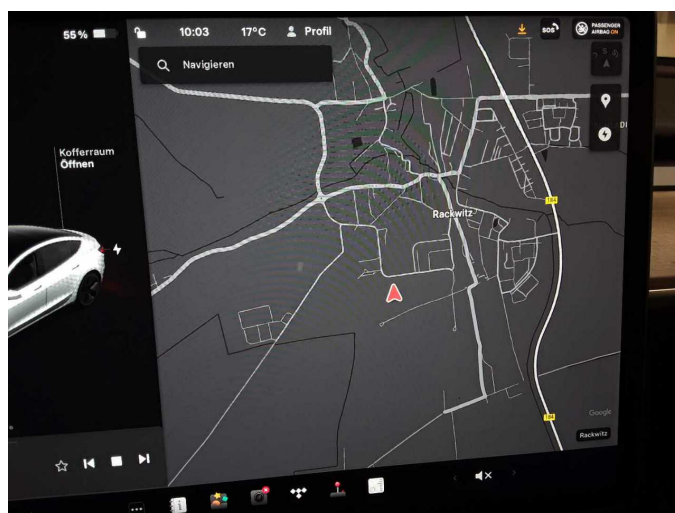 55 %
10:03
17°C
Profil
SOS
PASSENGER
AIRBAG ON
Navigieren
Kofferraum
Öffnen
Rackwitz
184
184
Google
Rackwitz